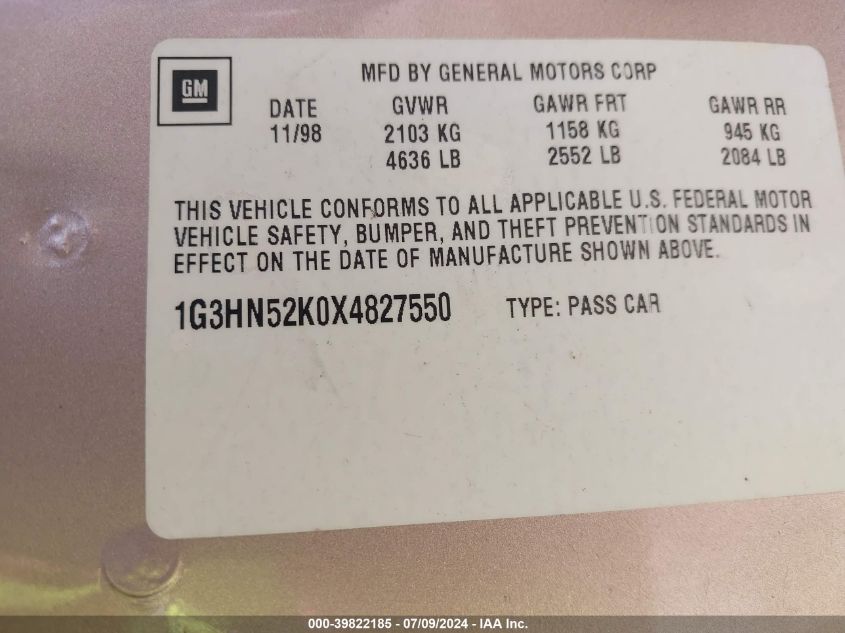 GM
MFD BY GENERAL MOTORS CORP
DATE GVWR GAWR FRT GAWR RR
11/98 2103 KG 1158 KG 945 KG
4636 LB 2552 LB 2084 LB
THIS VEHICLE CONFORMS TO ALL APPLICABLE U.S. FEDERAL MOTOR
VEHICLE SAFETY, BUMPER, AND THEFT PREVENTION STANDARDS IN
EFFECT ON THE DATE OF MANUFACTURE SHOWN ABOVE.
1G3HN52K0X4827550 TYPE: PASS CAR
000-39822185 - 07/09/2024 - IAA Inc.